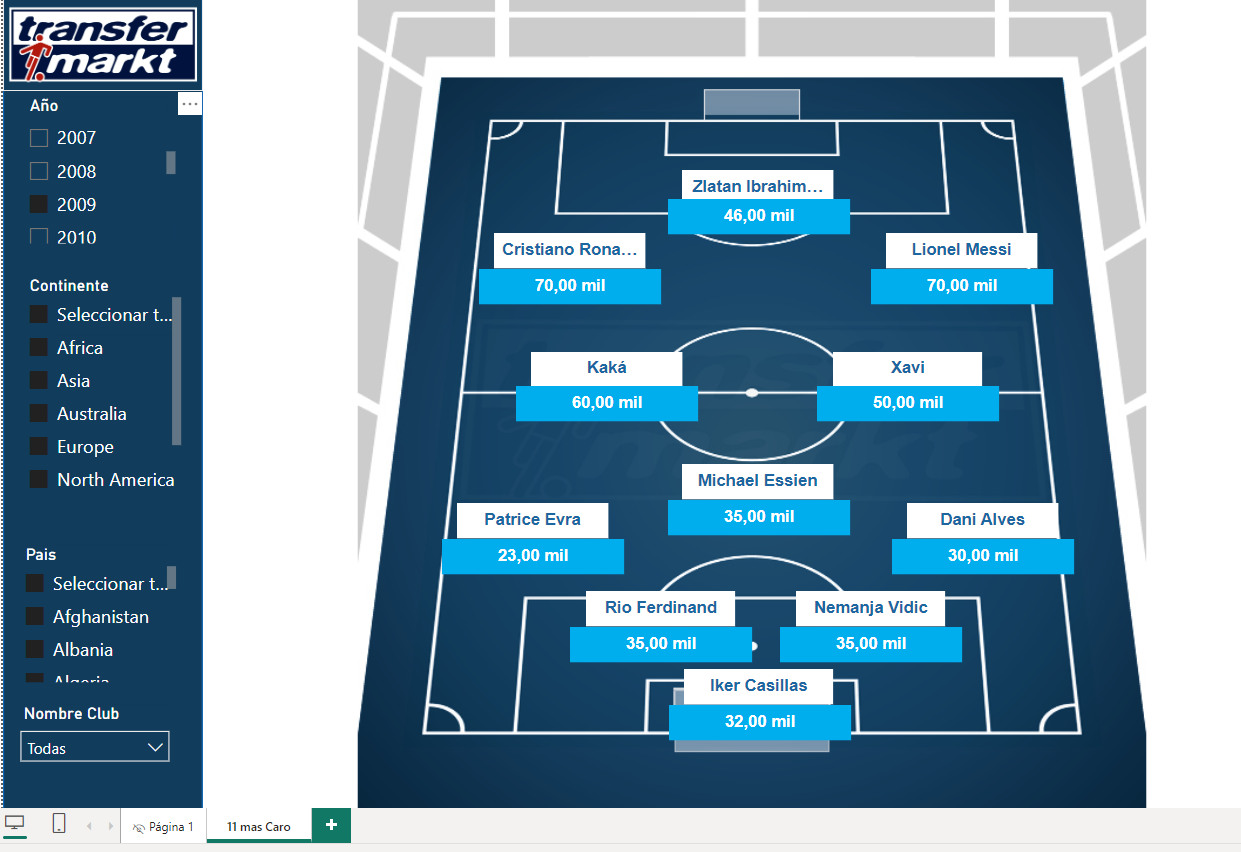 transfer
markt
Año
2007
2008
2009
2010
Continente
Seleccionar t...
Africa
Asia
Australia
Europe
North America
Pais
Seleccionar t...
Afghanistan
Albania
Algeria
Nombre Club
Todas
Zlatan Ibrahim...
46,00 mil
Cristiano Rona...
70,00 mil
Lionel Messi
70,00 mil
Kaká
60,00 mil
Xavi
50,00 mil
Michael Essien
35,00 mil
Patrice Evra
23,00 mil
Dani Alves
30,00 mil
Rio Ferdinand
35,00 mil
Nemanja Vidic
35,00 mil
Iker Casillas
32,00 mil
transfer
markt
Página 1
11 mas Caro